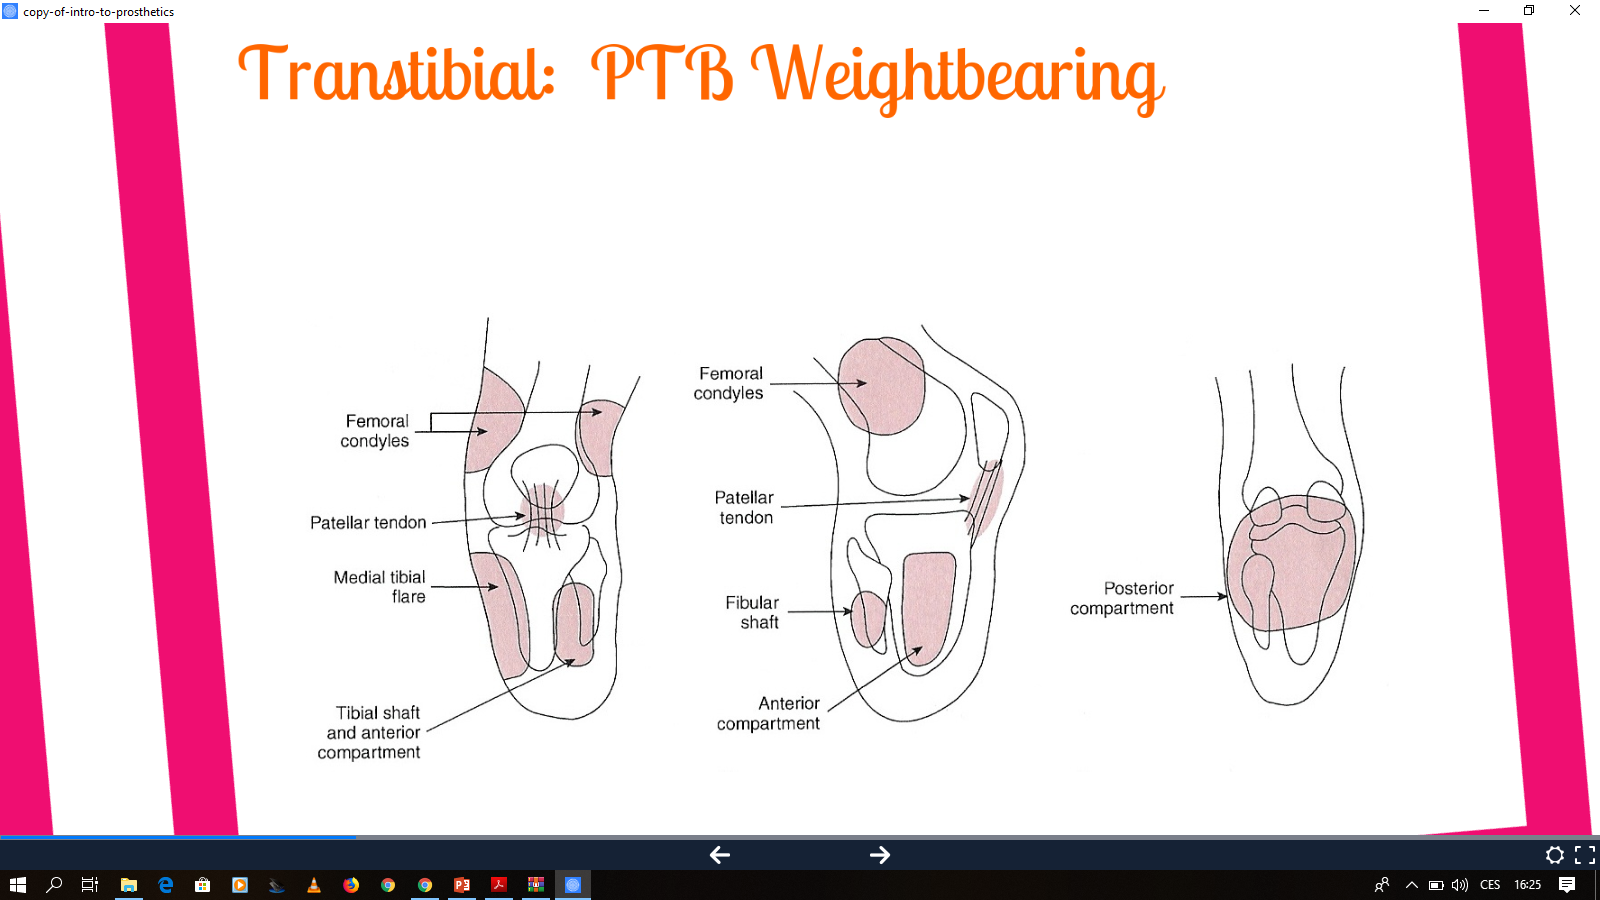 copy-of-intro-to-prosthetics
Transtibial: PTB Weightbearing
Femoral
condyles
Patellar tendon
Medial tibial
flare
Tibial shaft
and anterior
compartment
Femoral
condyles
Patellar
tendon
Fibular
shaft
Anterior
compartment
Posterior
compartment
CES 16:25